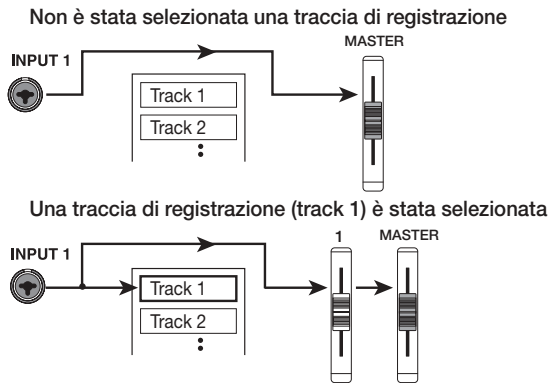 Non è stata selezionata una traccia di registrazione
MASTER
INPUT 1
Track 1
Track 2
Una traccia di registrazione (track 1) è stata selezionata
1 MASTER
INPUT 1
Track 1
Track 2